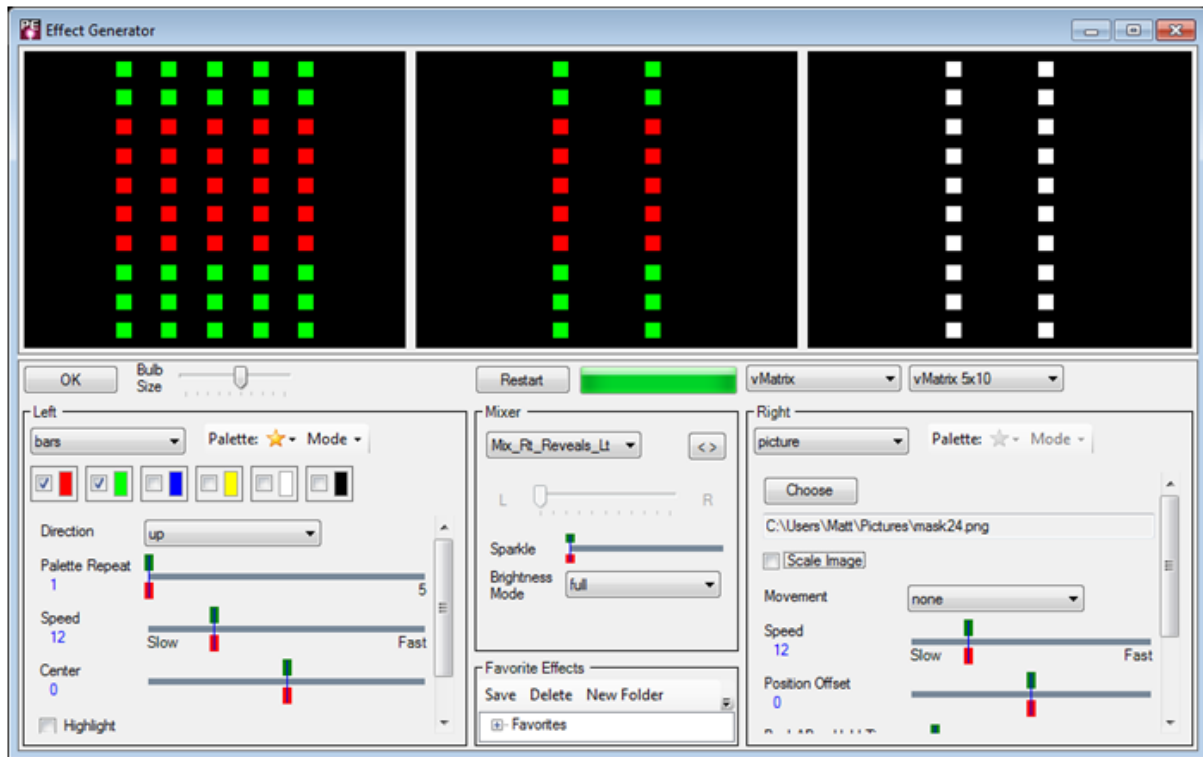 Effect Generator
OK
Bulb Size
Restart
vMatrix
vMatrix 5x10
Left
bars
Palette:
Mode
Direction
up
Palette Repeat
1
5
Speed
12
Slow
Fast
Center
0
Highlight
Mixer
Mix_Rt_Reveals_Lt
< >
L
R
Sparkle
Brightness Mode
full
Favorite Effects
Save Delete New Folder
Favorites
Right
picture
Palette:
Mode
Choose
C:\Users\Matt\Pictures\mask24.png
Scale Image
Movement
none
Speed
12
Slow
Fast
Position Offset
0